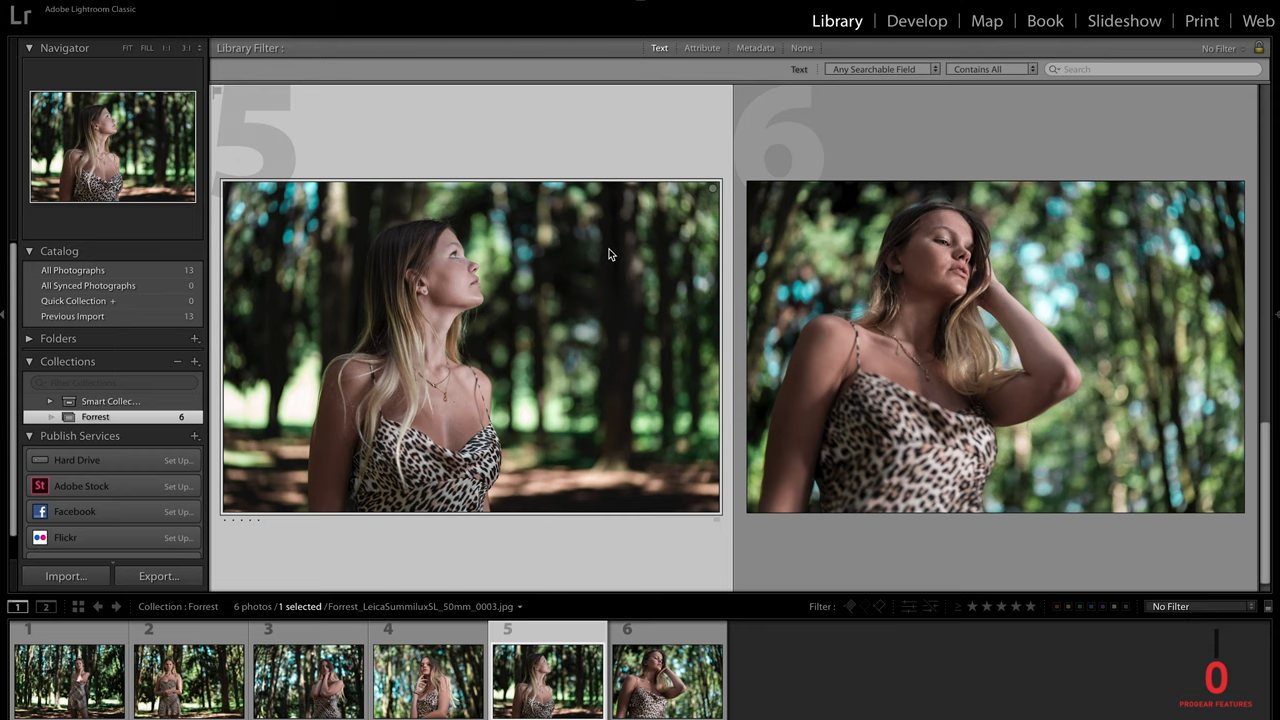 Lr
Adobe Lightroom Classic
Library | Develop | Map | Book | Slideshow | Print | Web
Navigator FIT FILL 1:1 3:1
Library Filter : Text Attribute Metadata None No Filter
Text Any Searchable Field Contains All Search
5 6
Catalog
All Photographs 13
All Synced Photographs 0
Quick Collection + 0
Previous Import 13
Folders +
Collections − +
Filter Collections
Smart Collec...
Forrest 6
Publish Services +
Hard Drive Set Up...
St Adobe Stock Set Up...
Facebook Set Up...
Flickr Set Up...
Import... Export...
1 2 Collection : Forrest 6 photos / 1 selected / Forrest_LeicaSummiluxSL_50mm_0003.jpg Filter : ≥ ★ ★ ★ ★ ★ No Filter
1 2 3 4 5 6
PROGEAR FEATURES